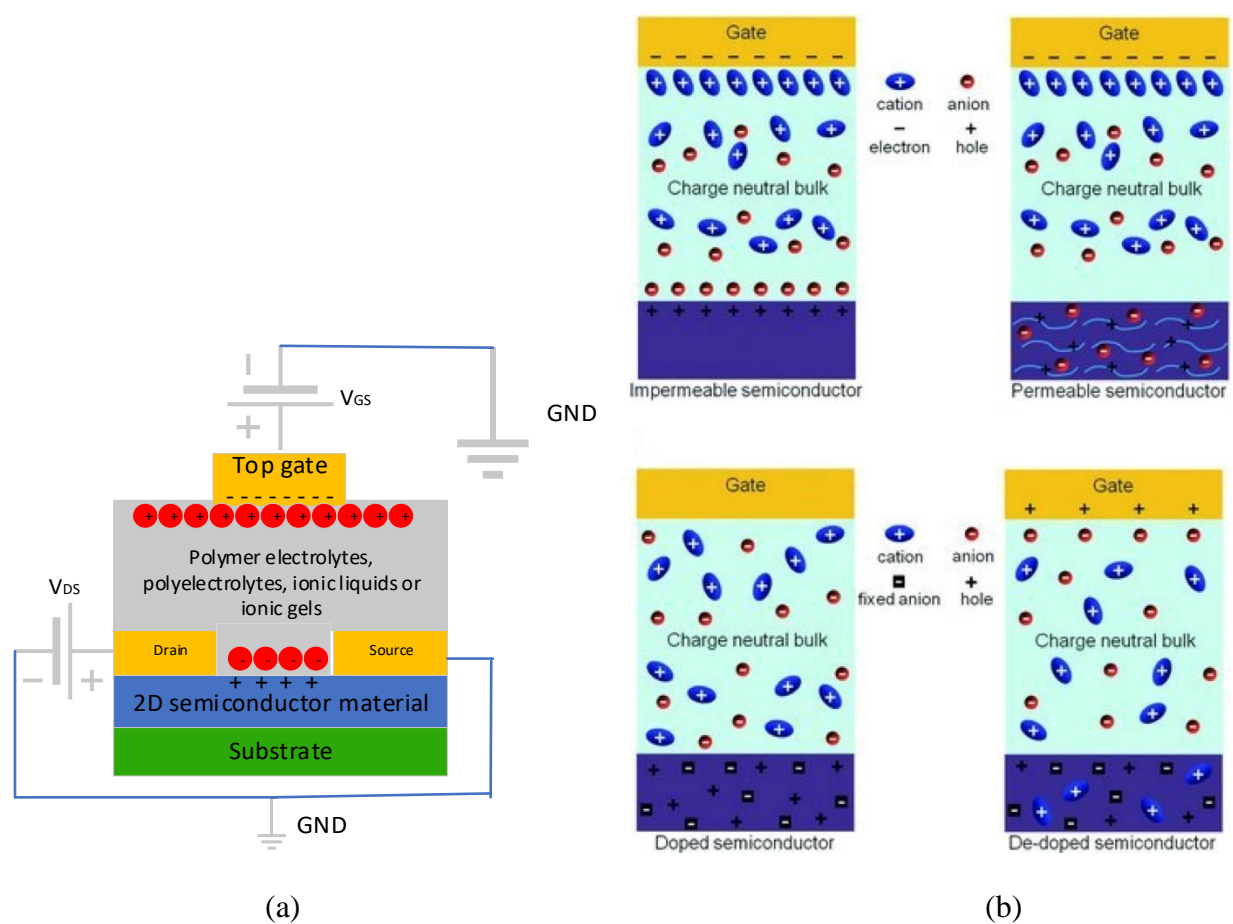 VGS
GND
Top gate
Polymer electrolytes,
polyelectrolytes, ionic liquids or
ionic gels
VDS
Drain
Source
2D semiconductor material
Substrate
GND
(a)
Gate
Charge neutral bulk
Impermeable semiconductor
cation
anion
electron
hole
Gate
Charge neutral bulk
Permeable semiconductor
Gate
Charge neutral bulk
Doped semiconductor
cation
anion
fixed anion
hole
Gate
Charge neutral bulk
De-doped semiconductor
(b)